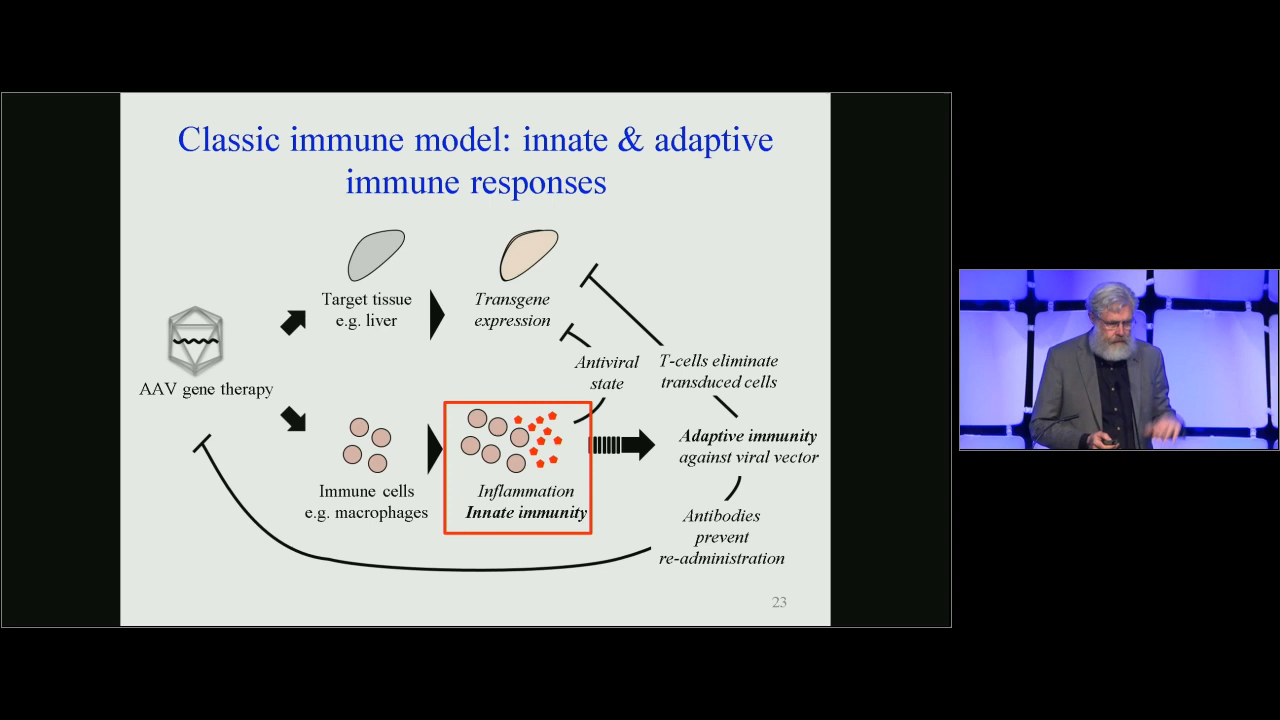 Classic immune model: innate & adaptive
immune responses
Target tissue
e.g. liver
Transgene
expression
AAV gene therapy
Antiviral
state
T-cells eliminate
transduced cells
Immune cells
e.g. macrophages
Inflammation
Innate immunity
Adaptive immunity
against viral vector
Antibodies
prevent
re-administration
23